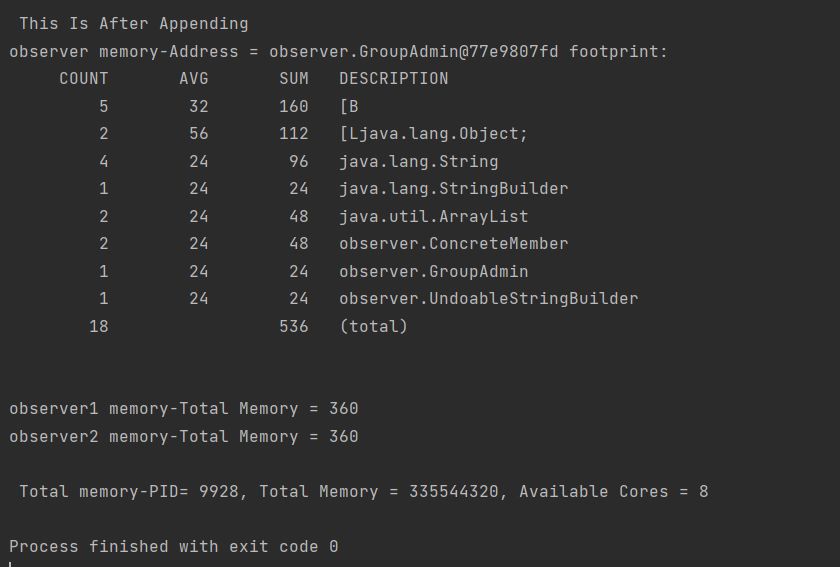 This Is After Appending
observer memory-Address = observer.GroupAdmin@77e9807fd footprint:
COUNT AVG SUM DESCRIPTION
5 32 160 [B
2 56 112 [Ljava.lang.Object;
4 24 96 java.lang.String
1 24 24 java.lang.StringBuilder
2 24 48 java.util.ArrayList
2 24 48 observer.ConcreteMember
1 24 24 observer.GroupAdmin
1 24 24 observer.UndoableStringBuilder
18 536 (total)
observer1 memory-Total Memory = 360
observer2 memory-Total Memory = 360
Total memory-PID= 9928, Total Memory = 335544320, Available Cores = 8
Process finished with exit code 0